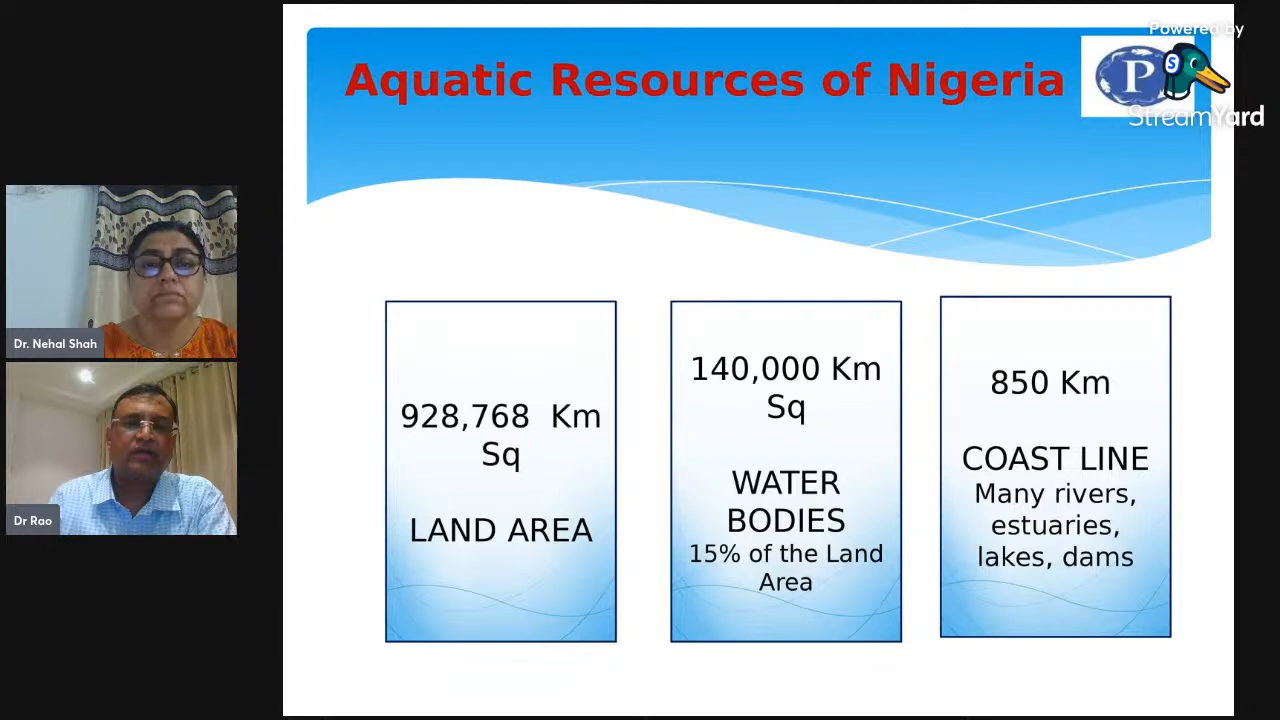 Powered by
StreamYard
S
P
Aquatic Resources of Nigeria
Dr. Nehal Shah
Dr Rao
928,768 Km
Sq
LAND AREA
140,000 Km
Sq
WATER
BODIES
15% of the Land
Area
850 Km
COAST LINE
Many rivers,
estuaries,
lakes, dams